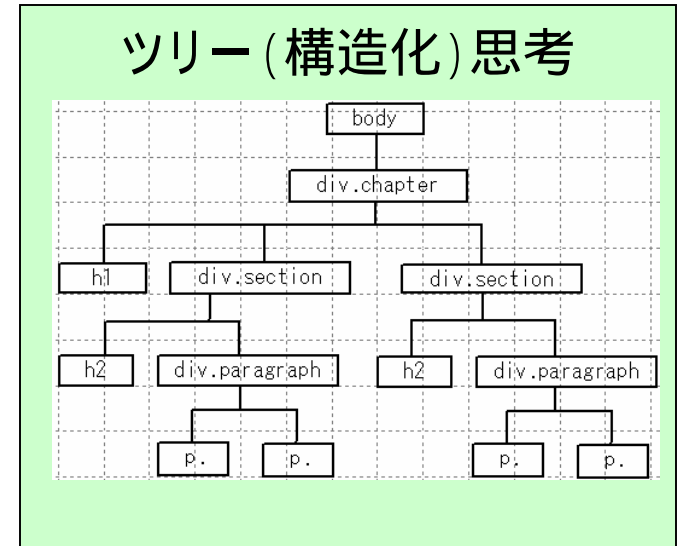 ツリー(構造化)思考
body
div.chapter
h1 div.section div.section
h2 div.paragraph h2 div.paragraph
p. p. p. p.